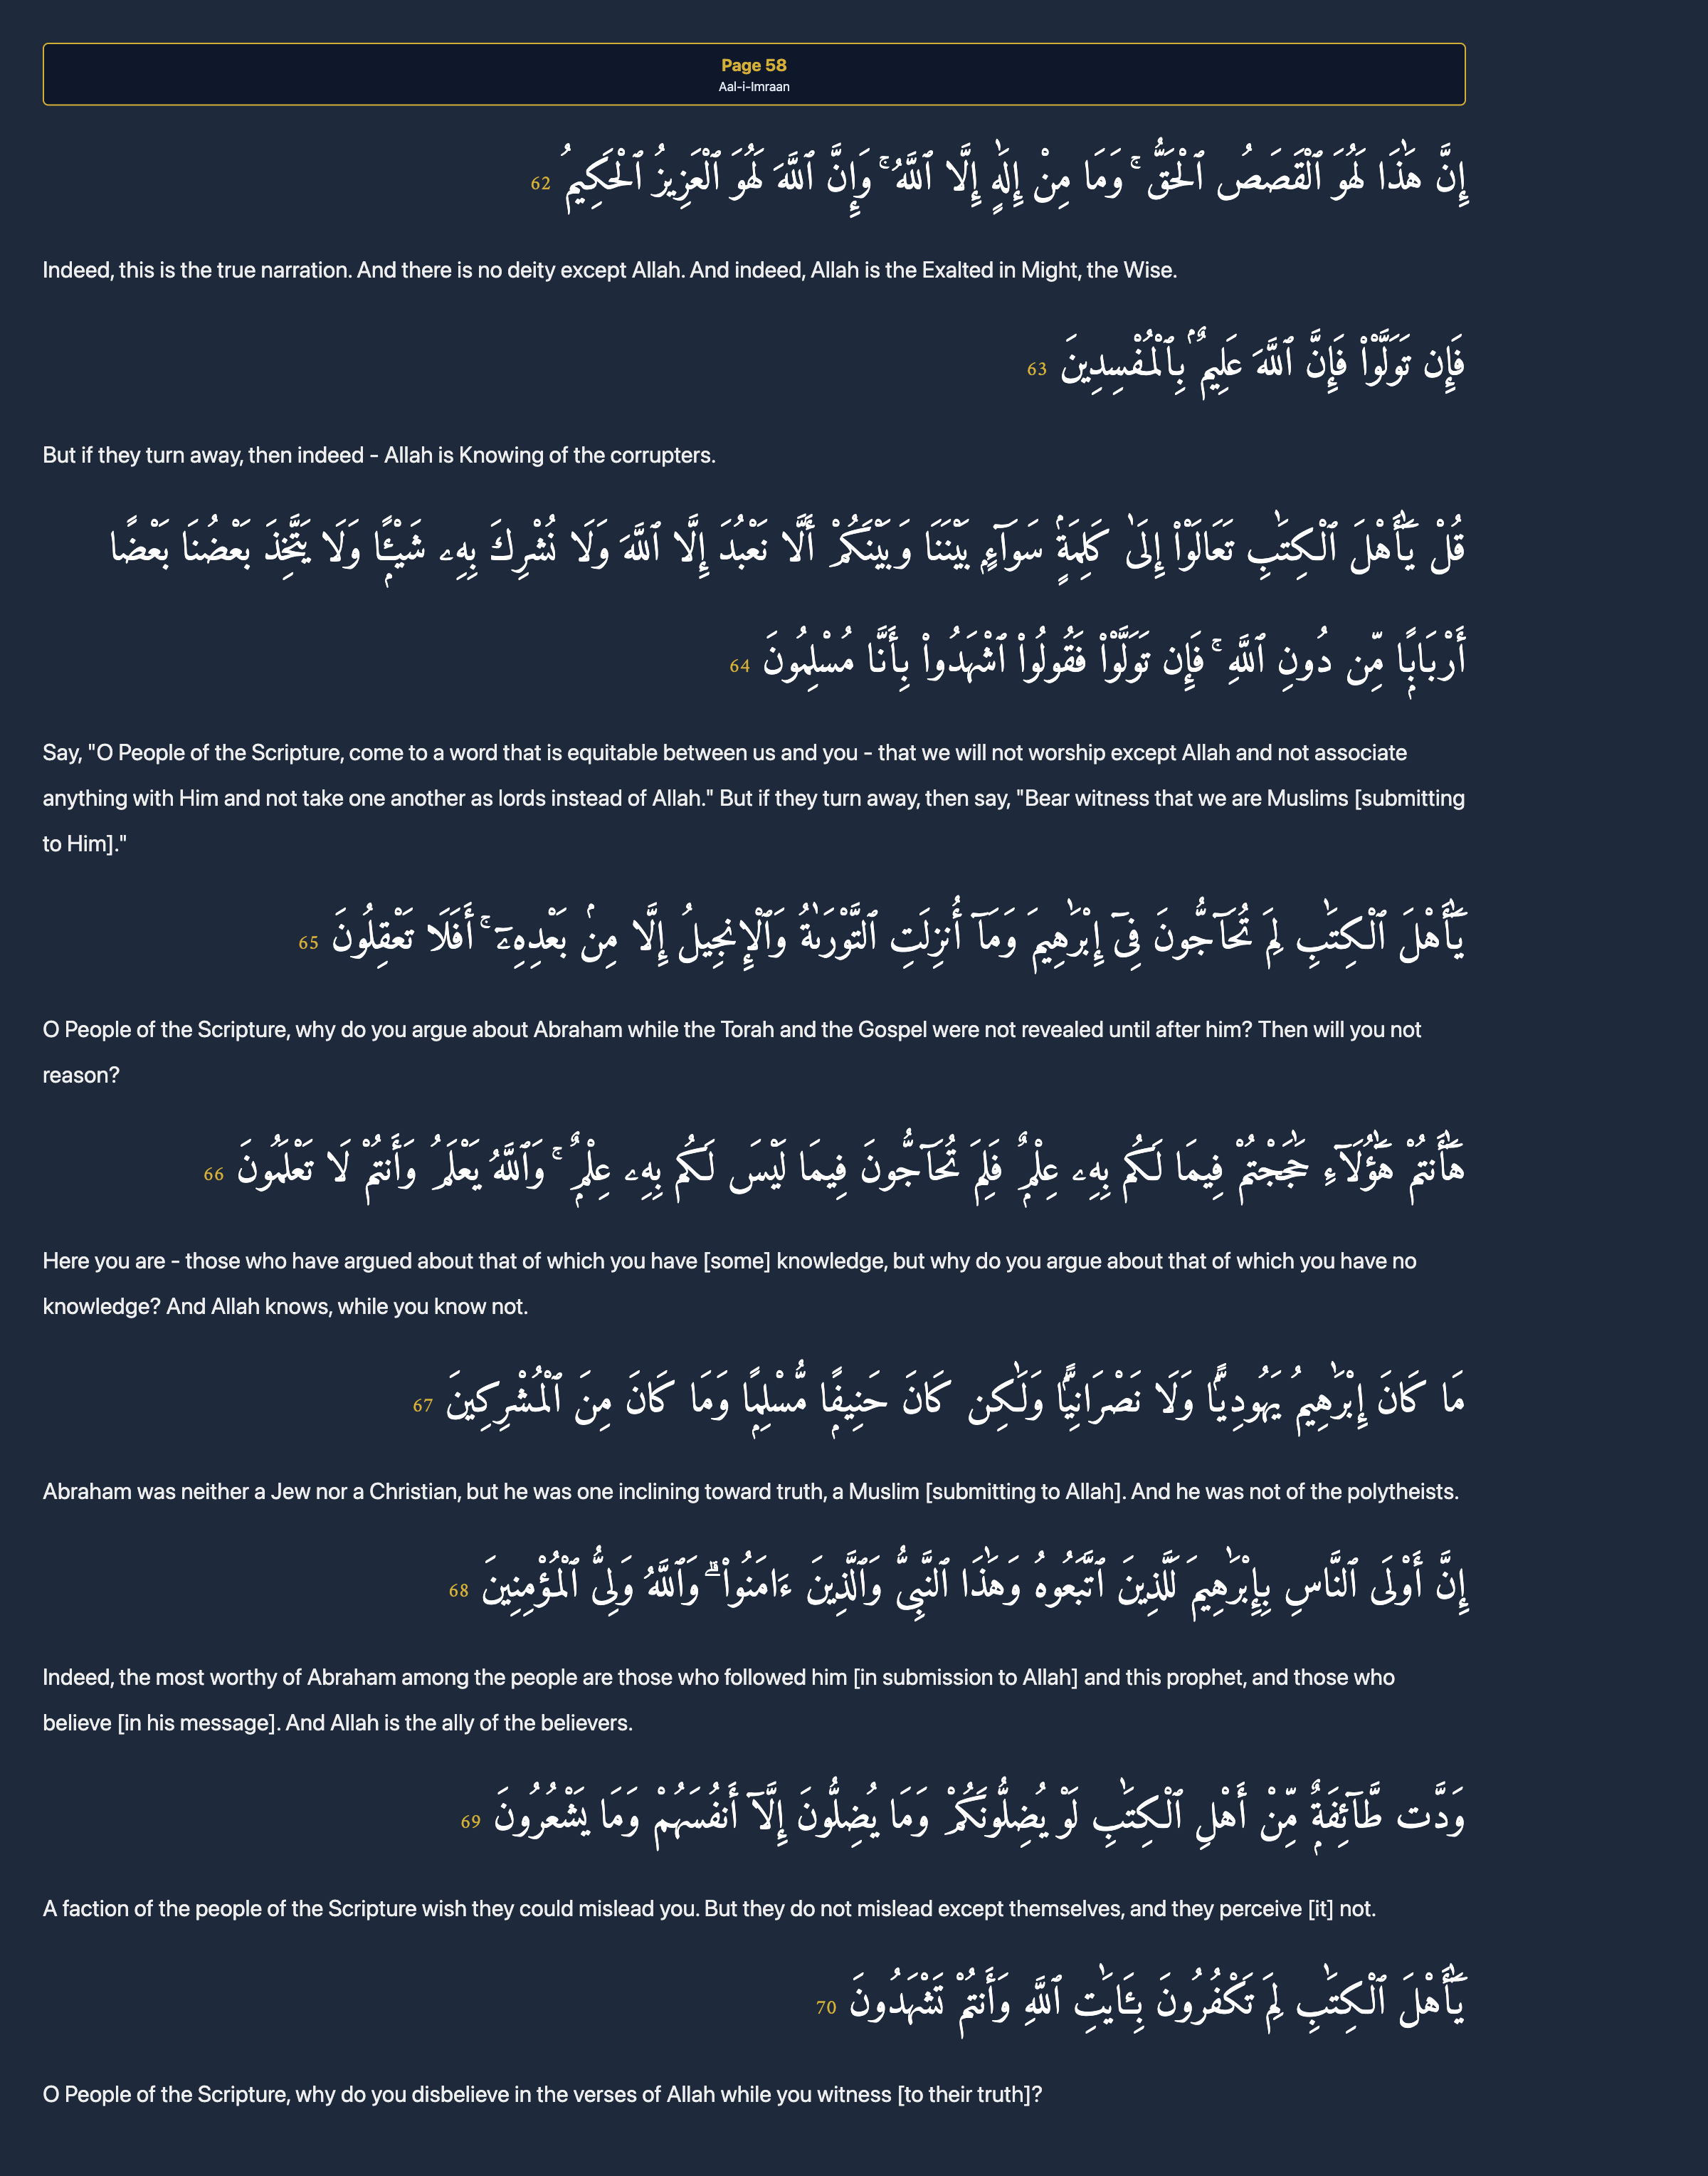 Page 58
Aal-i-Imraan
إِنَّ هَٰذَا لَهُوَ ٱلْقَصَصُ ٱلْحَقُّ ۚ وَمَا مِنْ إِلَٰهٍ إِلَّا ٱللَّهُ ۚ وَإِنَّ ٱللَّهَ لَهُوَ ٱلْعَزِيزُ ٱلْحَكِيمُ 62
Indeed, this is the true narration. And there is no deity except Allah. And indeed, Allah is the Exalted in Might, the Wise.
فَإِن تَوَلَّوْا۟ فَإِنَّ ٱللَّهَ عَلِيمٌۢ بِٱلْمُفْسِدِينَ 63
But if they turn away, then indeed - Allah is Knowing of the corrupters.
قُلْ يَٰٓأَهْلَ ٱلْكِتَٰبِ تَعَالَوْا۟ إِلَىٰ كَلِمَةٍۢ سَوَآءٍۭ بَيْنَنَا وَبَيْنَكُمْ أَلَّا نَعْبُدَ إِلَّا ٱللَّهَ وَلَا نُشْرِكَ بِهِۦ شَيْـًۭٔا وَلَا يَتَّخِذَ بَعْضُنَا بَعْضًا
أَرْبَابًۭا مِّن دُونِ ٱللَّهِ ۚ فَإِن تَوَلَّوْا۟ فَقُولُوا۟ ٱشْهَدُوا۟ بِأَنَّا مُسْلِمُونَ 64
Say, "O People of the Scripture, come to a word that is equitable between us and you - that we will not worship except Allah and not associate
anything with Him and not take one another as lords instead of Allah." But if they turn away, then say, "Bear witness that we are Muslims [submitting
to Him]."
يَٰٓأَهْلَ ٱلْكِتَٰبِ لِمَ تُحَآجُّونَ فِىٓ إِبْرَٰهِيمَ وَمَآ أُنزِلَتِ ٱلتَّوْرَىٰةُ وَٱلْإِنجِيلُ إِلَّا مِنۢ بَعْدِهِۦٓ ۚ أَفَلَا تَعْقِلُونَ 65
O People of the Scripture, why do you argue about Abraham while the Torah and the Gospel were not revealed until after him? Then will you not
reason?
هَٰٓأَنتُمْ هَٰٓؤُلَآءِ حَٰجَجْتُمْ فِيمَا لَكُم بِهِۦ عِلْمٌۭ فَلِمَ تُحَآجُّونَ فِيمَا لَيْسَ لَكُم بِهِۦ عِلْمٌۭ ۚ وَٱللَّهُ يَعْلَمُ وَأَنتُمْ لَا تَعْلَمُونَ 66
Here you are - those who have argued about that of which you have [some] knowledge, but why do you argue about that of which you have no
knowledge? And Allah knows, while you know not.
مَا كَانَ إِبْرَٰهِيمُ يَهُودِيًّۭا وَلَا نَصْرَانِيًّۭا وَلَٰكِن كَانَ حَنِيفًۭا مُّسْلِمًۭا وَمَا كَانَ مِنَ ٱلْمُشْرِكِينَ 67
Abraham was neither a Jew nor a Christian, but he was one inclining toward truth, a Muslim [submitting to Allah]. And he was not of the polytheists.
إِنَّ أَوْلَى ٱلنَّاسِ بِإِبْرَٰهِيمَ لَلَّذِينَ ٱتَّبَعُوهُ وَهَٰذَا ٱلنَّبِىُّ وَٱلَّذِينَ ءَامَنُوا۟ ۗ وَٱللَّهُ وَلِىُّ ٱلْمُؤْمِنِينَ 68
Indeed, the most worthy of Abraham among the people are those who followed him [in submission to Allah] and this prophet, and those who
believe [in his message]. And Allah is the ally of the believers.
وَدَّت طَّآئِفَةٌۭ مِّنْ أَهْلِ ٱلْكِتَٰبِ لَوْ يُضِلُّونَكُمْ وَمَا يُضِلُّونَ إِلَّآ أَنفُسَهُمْ وَمَا يَشْعُرُونَ 69
A faction of the people of the Scripture wish they could mislead you. But they do not mislead except themselves, and they perceive [it] not.
يَٰٓأَهْلَ ٱلْكِتَٰبِ لِمَ تَكْفُرُونَ بِـَٔايَٰتِ ٱللَّهِ وَأَنتُمْ تَشْهَدُونَ 70
O People of the Scripture, why do you disbelieve in the verses of Allah while you witness [to their truth]?